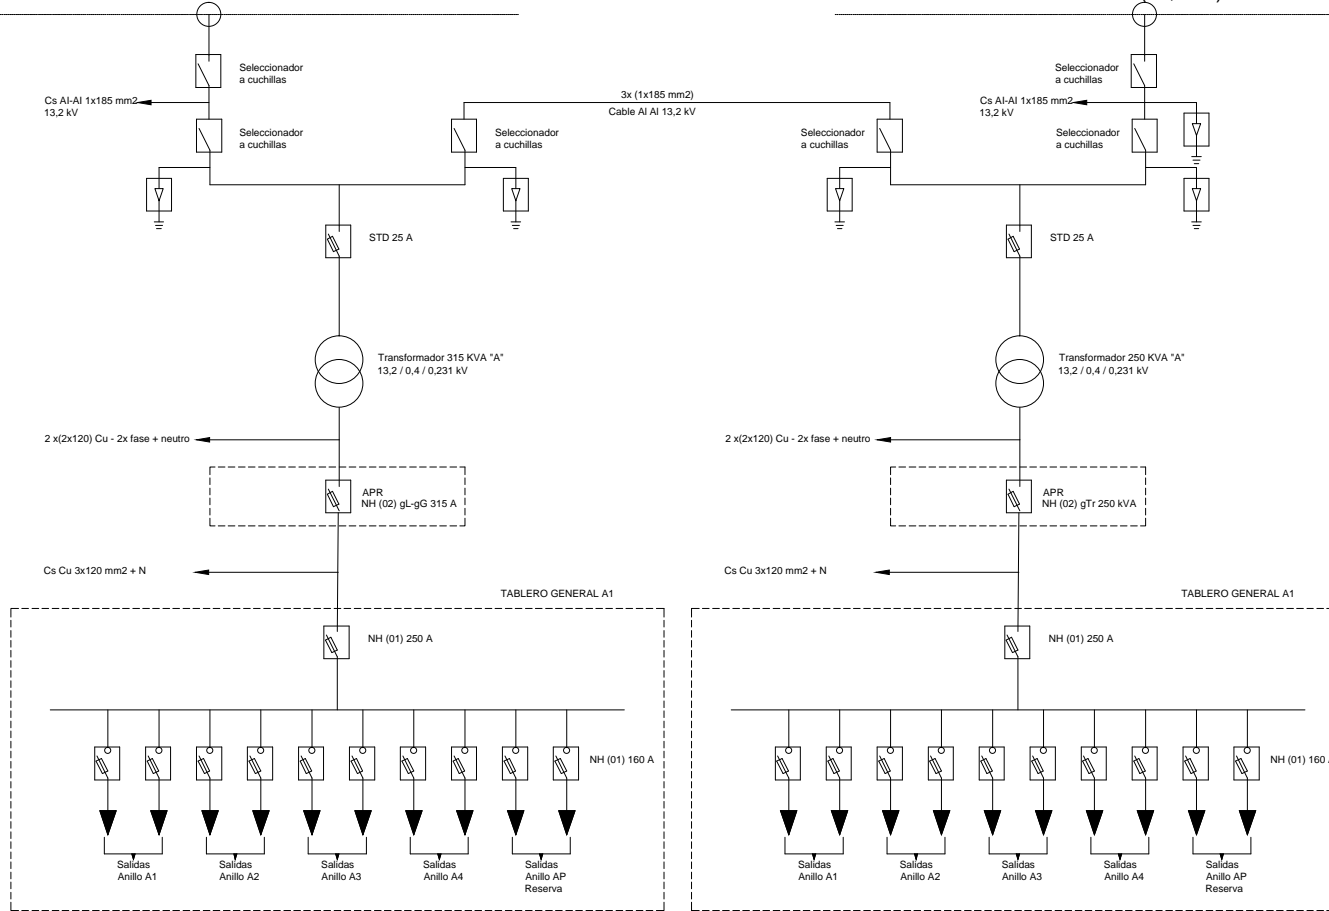 Seleccionador
a cuchillas
Cs Al-Al 1x185 mm2
13,2 kV
Seleccionador
a cuchillas
3x (1x185 mm2)
Cable Al Al 13,2 kV
Seleccionador
a cuchillas
STD 25 A
Transformador 315 KVA "A"
13,2 / 0,4 / 0,231 kV
2 x(2x120) Cu - 2x fase + neutro
APR
NH (02) gL-gG 315 A
Cs Cu 3x120 mm2 + N
TABLERO GENERAL A1
NH (01) 250 A
NH (01) 160 A
Salidas
Anillo A1
Salidas
Anillo A2
Salidas
Anillo A3
Salidas
Anillo A4
Salidas
Anillo AP
Reserva
Seleccionador
a cuchillas
Cs Al-Al 1x185 mm2
13,2 kV
Seleccionador
a cuchillas
Seleccionador
a cuchillas
STD 25 A
Transformador 250 KVA "A"
13,2 / 0,4 / 0,231 kV
2 x(2x120) Cu - 2x fase + neutro
APR
NH (02) gTr 250 kVA
Cs Cu 3x120 mm2 + N
TABLERO GENERAL A1
NH (01) 250 A
NH (01) 160
Salidas
Anillo A1
Salidas
Anillo A2
Salidas
Anillo A3
Salidas
Anillo A4
Salidas
Anillo AP
Reserva